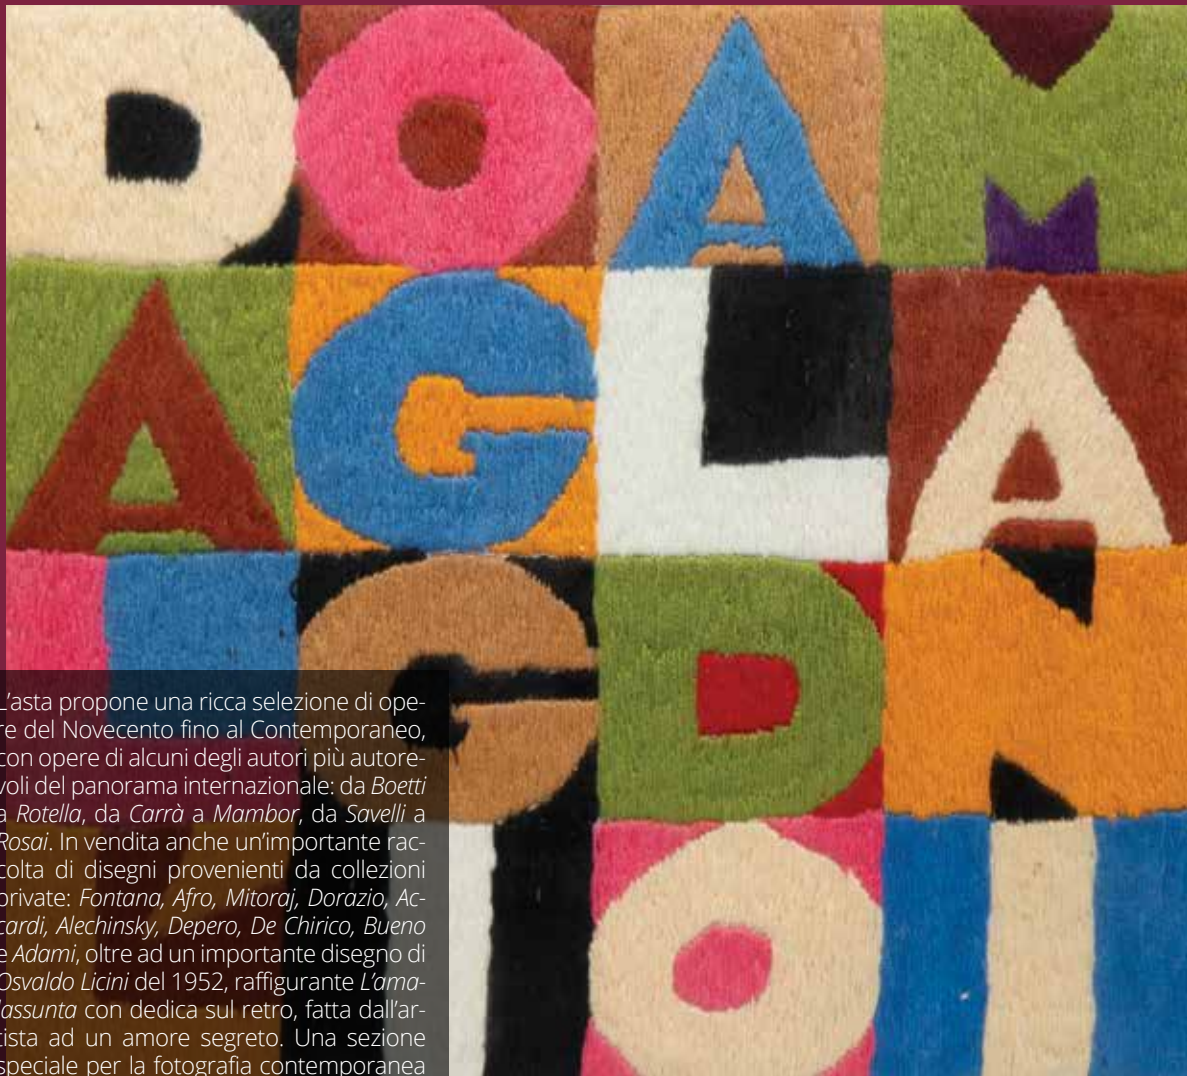 D O A M
A G L A
G D N
O I
L'asta propone una ricca selezione di ope-
re del Novecento fino al Contemporaneo,
con opere di alcuni degli autori più autore-
voli del panorama internazionale: da Boetti
a Rotella, da Carrà a Mambor, da Savelli a
Rosai. In vendita anche un'importante rac-
colta di disegni provenienti da collezioni
private: Fontana, Afro, Mitoraj, Dorazio, Ac-
cardi, Alechinsky, Depero, De Chirico, Bueno
e Adami, oltre ad un importante disegno di
Osvaldo Licini del 1952, raffigurante L'ama-
lassunta con dedica sul retro, fatta dall'ar-
tista ad un amore segreto. Una sezione
speciale per la fotografia contemporanea